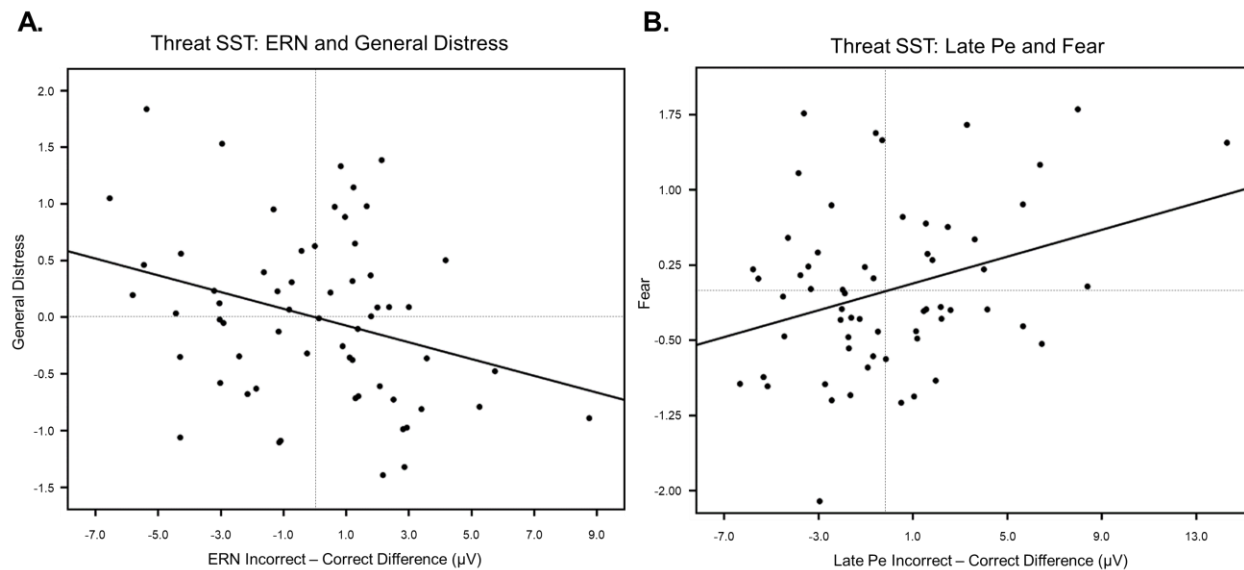 A.
Threat SST: ERN and General Distress
2.0
1.5
1.0
0.5
0.0
-0.5
-1.0
-1.5
General Distress
-7.0 -5.0 -3.0 -1.0 1.0 3.0 5.0 7.0 9.0
ERN Incorrect – Correct Difference (µV)
B.
Threat SST: Late Pe and Fear
1.75
1.00
0.25
-0.50
-1.25
-2.00
Fear
-7.0 -3.0 1.0 5.0 9.0 13.0
Late Pe Incorrect – Correct Difference (µV)